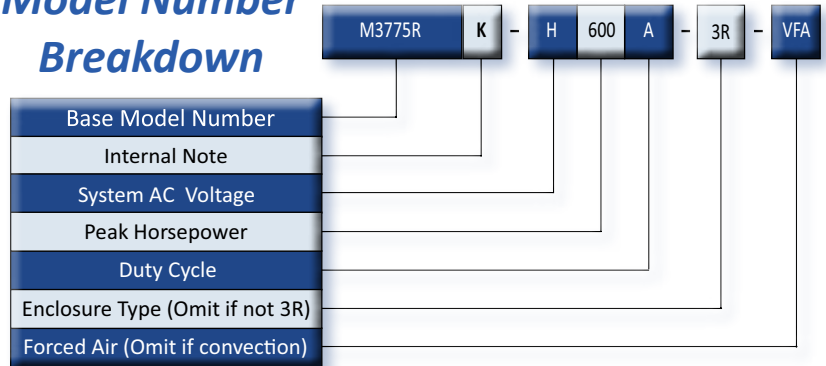 Model Number
Breakdown
M3775R K - H 600 A - 3R - VFA
Base Model Number
Internal Note
System AC Voltage
Peak Horsepower
Duty Cycle
Enclosure Type (Omit if not 3R)
Forced Air (Omit if convection)